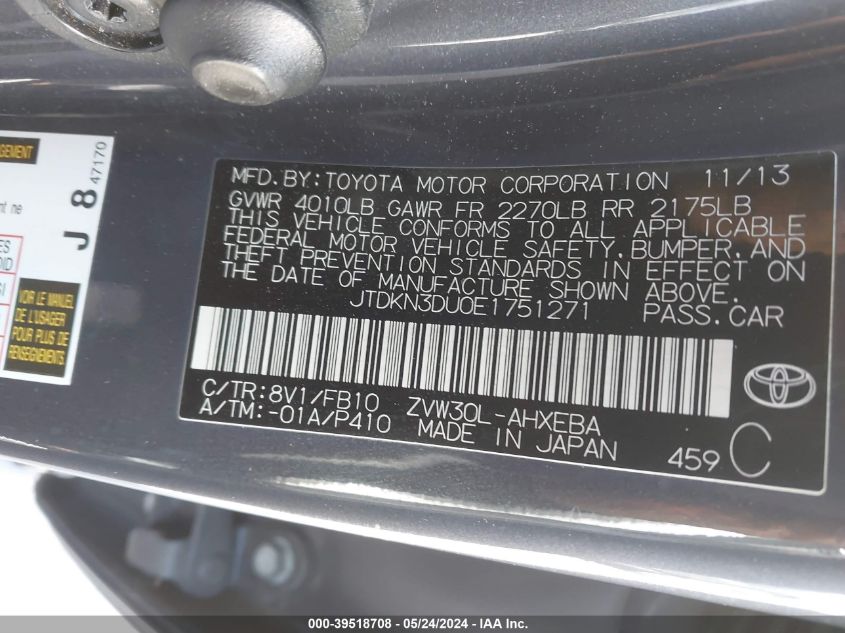 MFD.BY:TOYOTA MOTOR CORPORATION 11/13
GVWR 4010LB GAWR FR 2270LB RR 2175LB
THIS VEHICLE CONFORMS TO ALL APPLICABLE
FEDERAL MOTOR VEHICLE SAFETY,BUMPER,AND
THEFT PREVENTION STANDARDS IN EFFECT ON
THE DATE OF MANUFACTURE SHOWN ABOVE.
JTDKN3DU0E1751271 PASS.CAR
C/TR:8V1/FB10 ZVW30L-AHXEBA
A/TM:-01A/P410 MADE IN JAPAN
459 C
J 8 47170
VOIR LE MANUEL
DE L'USAGER
POUR PLUS DE
RENSEIGNEMENTS
000-39518708 - 05/24/2024 - IAA Inc.